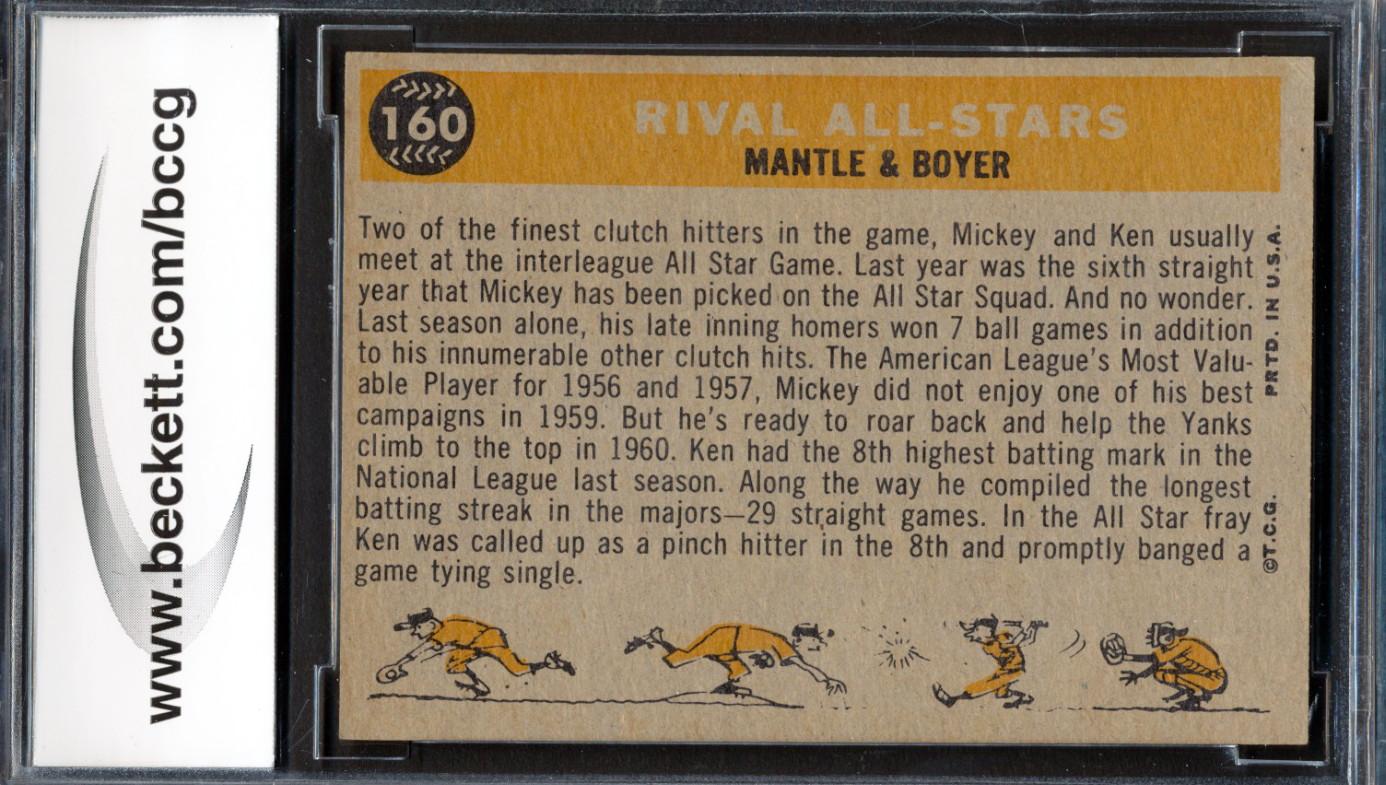 www.beckett.com/bccg
160
RIVAL ALL-STARS
MANTLE & BOYER
Two of the finest clutch hitters in the game, Mickey and Ken usually
meet at the interleague All Star Game. Last year was the sixth straight
year that Mickey has been picked on the All Star Squad. And no wonder.
Last season alone, his late inning homers won 7 ball games in addition
to his innumerable other clutch hits. The American League's Most Valu-
able Player for 1956 and 1957, Mickey did not enjoy one of his best
campaigns in 1959. But he's ready to roar back and help the Yanks
climb to the top in 1960. Ken had the 8th highest batting mark in the
National League last season. Along the way he compiled the longest
batting streak in the majors—29 straight games. In the All Star fray
Ken was called up as a pinch hitter in the 8th and promptly banged a
game tying single.
©T.C.G. PRTD. IN U.S.A.